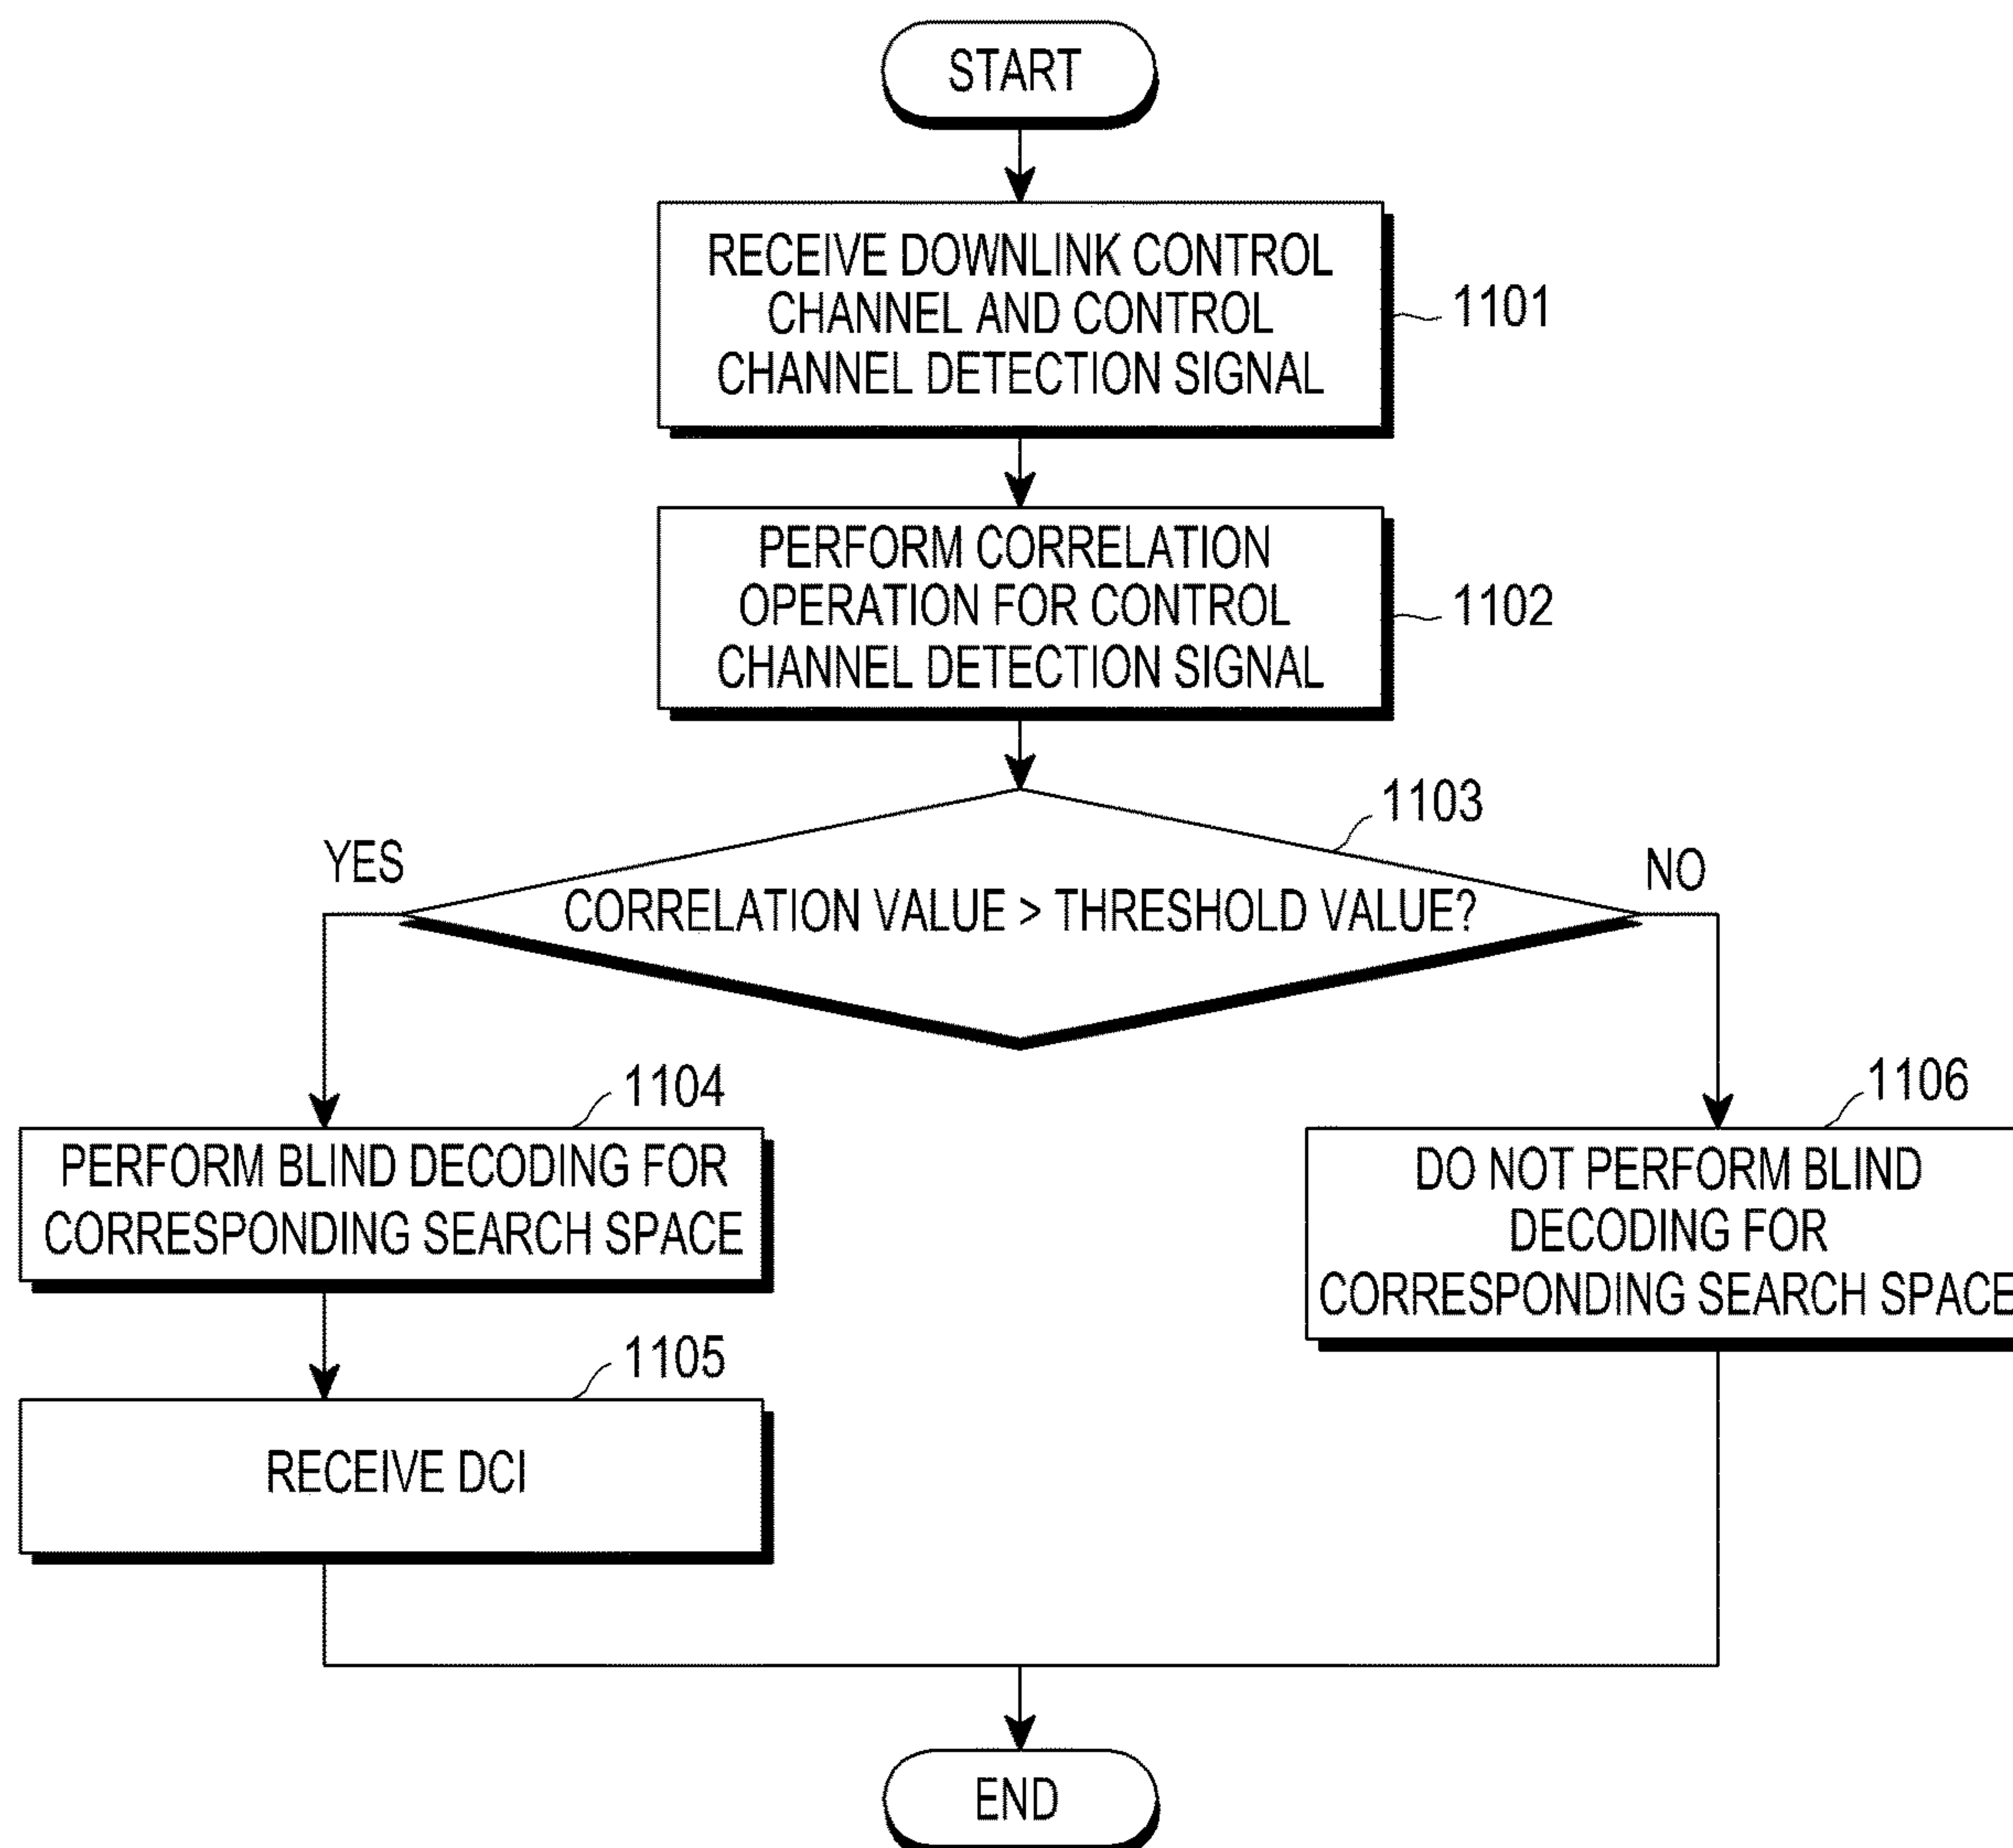 START
RECEIVE DOWNLINK CONTROL
CHANNEL AND CONTROL
CHANNEL DETECTION SIGNAL
1101
PERFORM CORRELATION
OPERATION FOR CONTROL
CHANNEL DETECTION SIGNAL
1102
1103
YES
NO
CORRELATION VALUE > THRESHOLD VALUE?
1104
PERFORM BLIND DECODING FOR
CORRESPONDING SEARCH SPACE
1106
DO NOT PERFORM BLIND
DECODING FOR
CORRESPONDING SEARCH SPACE
1105
RECEIVE DCI
END